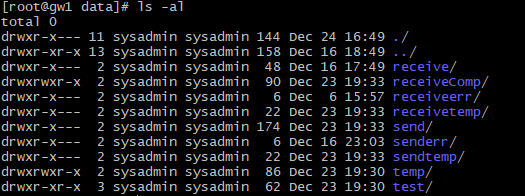 [root@gw1 data]# ls -al
total 0
drwxr-x--- 11 sysadmin sysadmin 144 Dec 24 16:49 ./
drwxr-xr-x 13 sysadmin sysadmin 158 Dec 16 18:49 ../
drwxr-x--- 2 sysadmin sysadmin 48 Dec 16 17:49 receive/
drwxrwxr-x 2 sysadmin sysadmin 90 Dec 23 19:33 receiveComp/
drwxr-x--- 2 sysadmin sysadmin 6 Dec 6 15:57 receiveerr/
drwxr-x--- 2 sysadmin sysadmin 22 Dec 23 19:33 receivetemp/
drwxr-x--- 2 sysadmin sysadmin 174 Dec 23 19:33 send/
drwxr-x--- 2 sysadmin sysadmin 6 Dec 16 23:03 senderr/
drwxr-x--- 2 sysadmin sysadmin 22 Dec 23 19:33 sendtemp/
drwxrwxr-x 2 sysadmin sysadmin 86 Dec 23 19:30 temp/
drwxr-xr-x 3 sysadmin sysadmin 62 Dec 23 19:30 test/